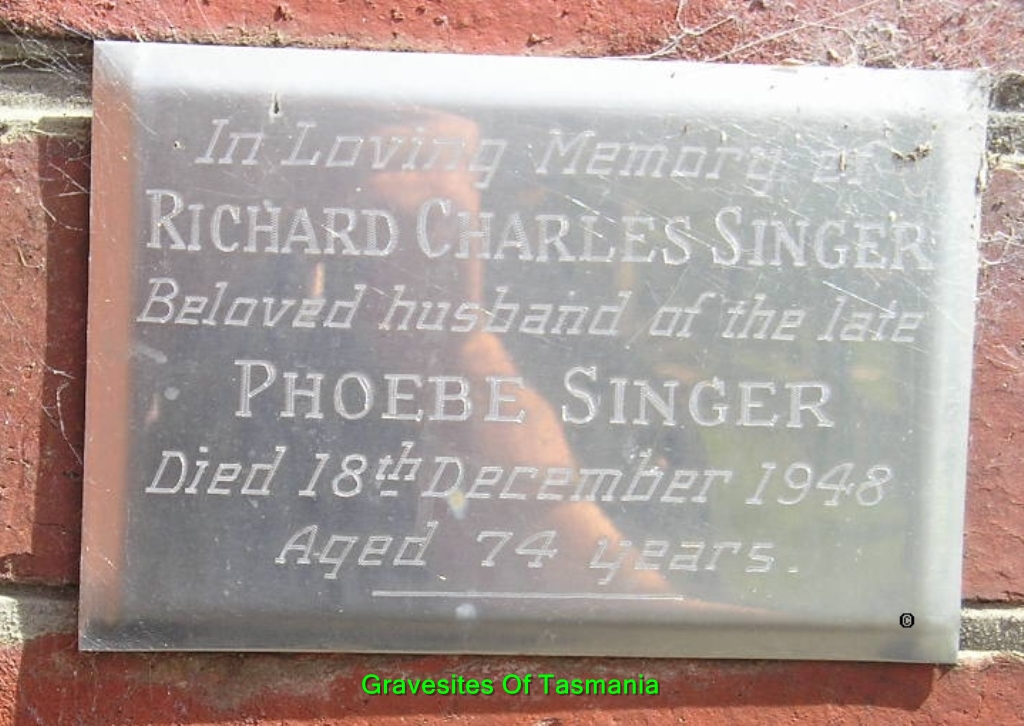 In Loving Memory of
RICHARD CHARLES SINGER
Beloved husband of the late
PHOEBE SINGER
Died 18th December 1948
Aged 74 years.
©
Gravesites Of Tasmania